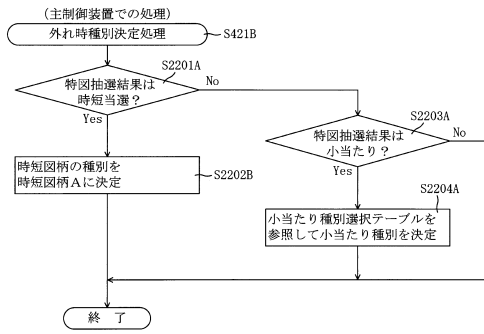 (主制御装置での処理)
外れ時種別決定処理
S421B
S2201A
特図抽選結果は
時短当選?
No
Yes
S2203A
特図抽選結果は
小当たり?
No
Yes
時短図柄の種別を
時短図柄Aに決定
S2202B
S2204A
小当たり種別選択テーブルを
参照して小当たり種別を決定
終 了